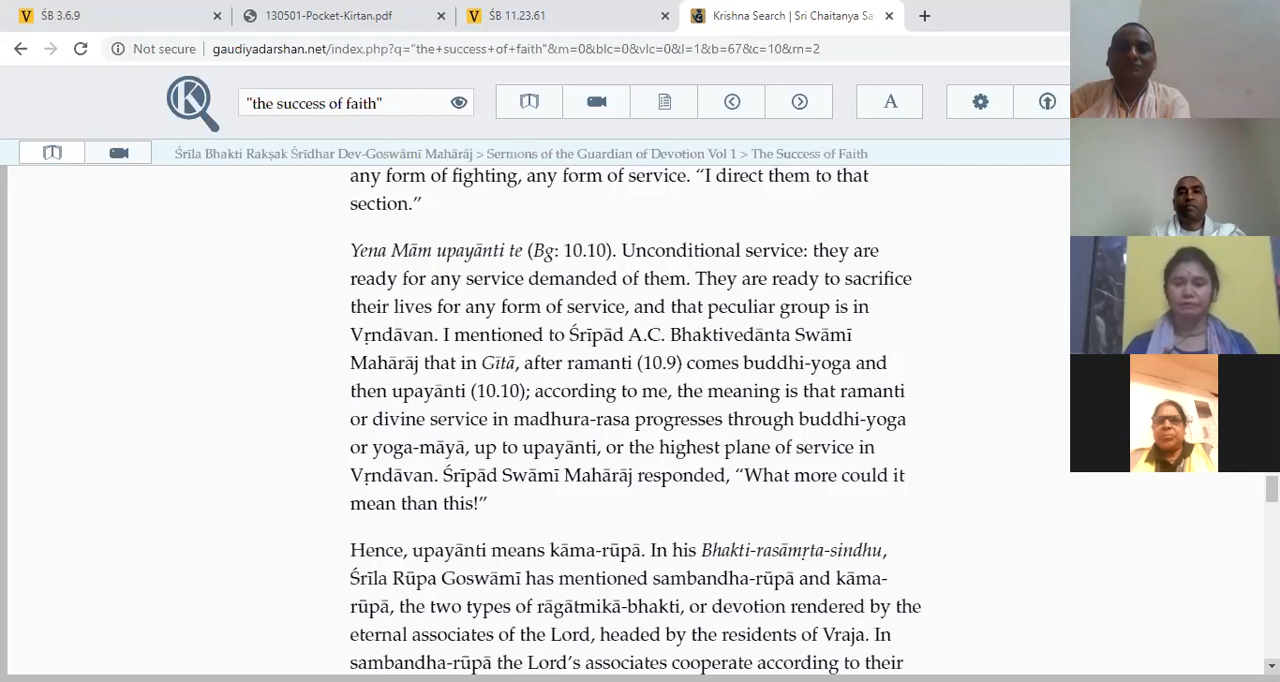 ŚB 3.6.9
130501-Pocket-Kirtan.pdf
ŚB 11.23.61
Krishna Search | Sri Chaitanya Sa
Not secure
gaudiyadarshan.net/index.php?q="the+success+of+faith"&m=0&blc=0&vlc=0&l=1&b=67&c=10&rn=2
"the success of faith"
A
Śrīla Bhakti Rakṣak Śrīdhar Dev-Goswāmī Mahārāj > Sermons of the Guardian of Devotion Vol 1 > The Success of Faith
any form of fighting, any form of service. “I direct them to that
section.”
Yena Mām upayānti te (Bg: 10.10). Unconditional service: they are
ready for any service demanded of them. They are ready to sacrifice
their lives for any form of service, and that peculiar group is in
Vṛndāvan. I mentioned to Śrīpād A.C. Bhaktivedānta Swāmī
Mahārāj that in Gītā, after ramanti (10.9) comes buddhi-yoga and
then upayānti (10.10); according to me, the meaning is that ramanti
or divine service in madhura-rasa progresses through buddhi-yoga
or yoga-māyā, up to upayānti, or the highest plane of service in
Vṛndāvan. Śrīpād Swāmī Mahārāj responded, “What more could it
mean than this!”
Hence, upayānti means kāma-rūpā. In his Bhakti-rasāmṛta-sindhu,
Śrīla Rūpa Goswāmī has mentioned sambandha-rūpā and kāma-
rūpā, the two types of rāgātmikā-bhakti, or devotion rendered by the
eternal associates of the Lord, headed by the residents of Vraja. In
sambandha-rūpā the Lord’s associates cooperate according to their